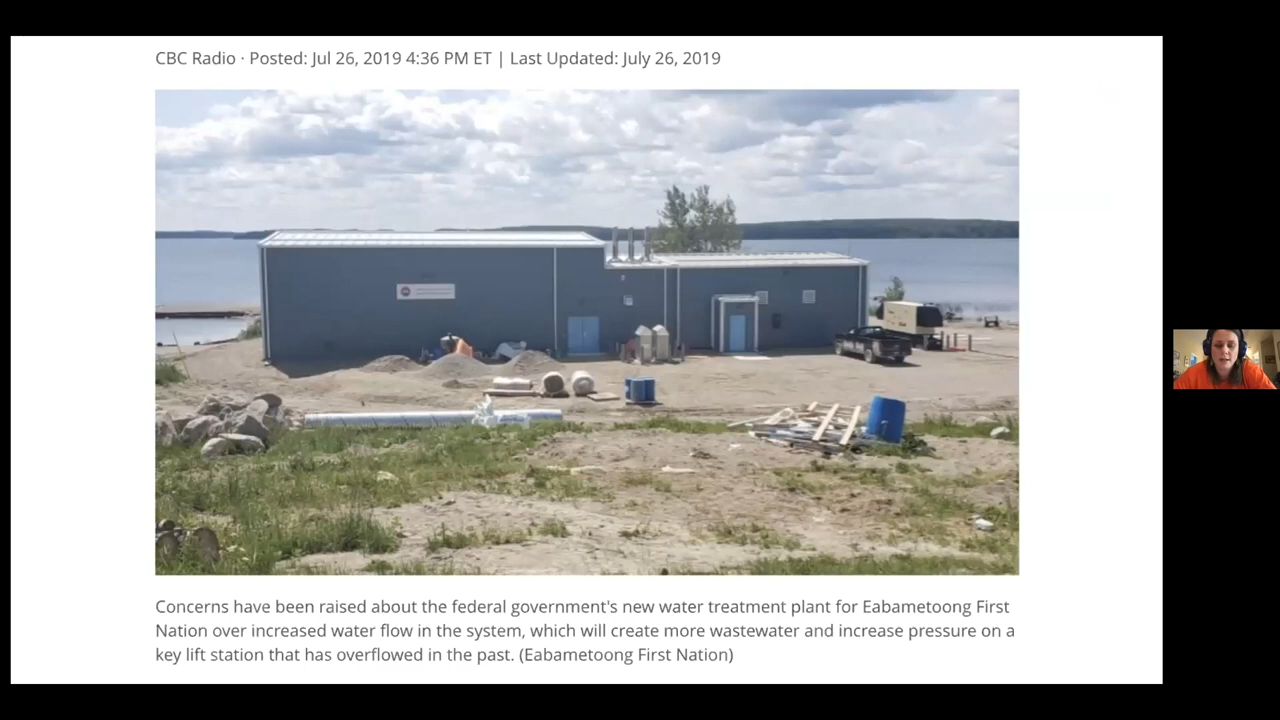 CBC Radio · Posted: Jul 26, 2019 4:36 PM ET | Last Updated: July 26, 2019
Concerns have been raised about the federal government's new water treatment plant for Eabametoong First
Nation over increased water flow in the system, which will create more wastewater and increase pressure on a
key lift station that has overflowed in the past. (Eabametoong First Nation)